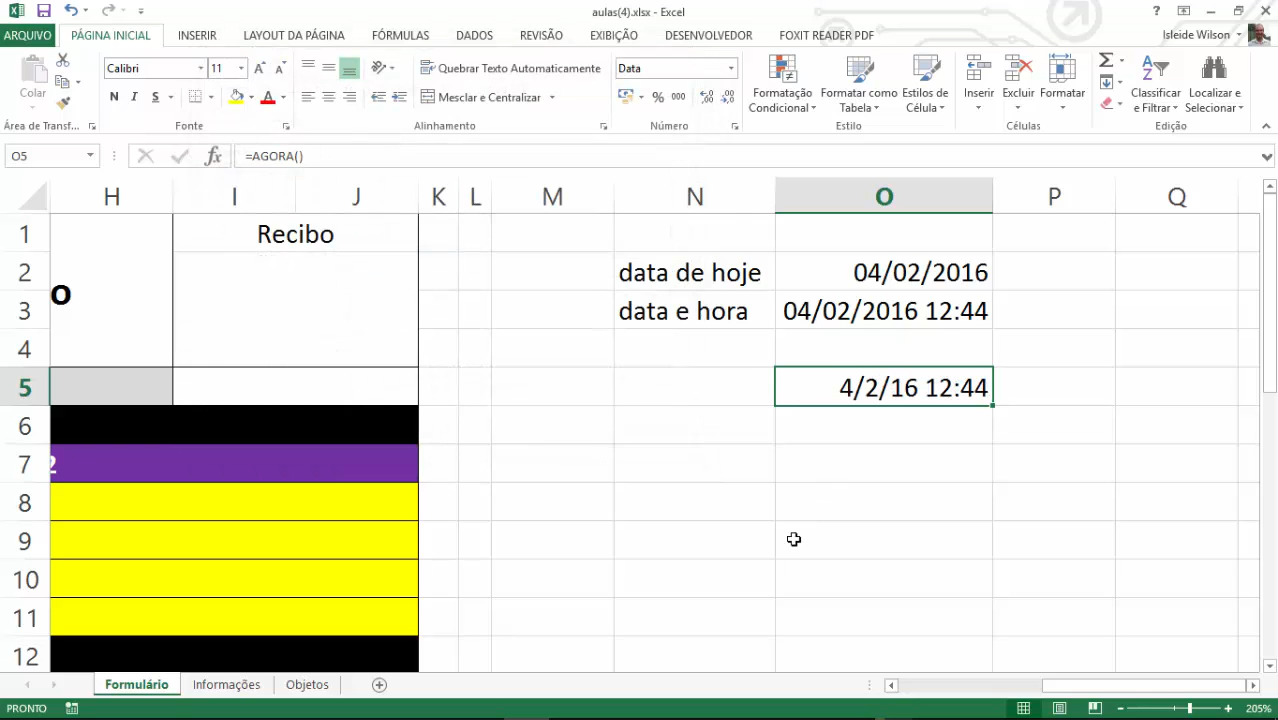 aulas(4).xlsx - Excel
ARQUIVO PÁGINA INICIAL INSERIR LAYOUT DA PÁGINA FÓRMULAS DADOS REVISÃO EXIBIÇÃO DESENVOLVEDOR FOXIT READER PDF Isfeide Wilson
Colar
Calibri 11
N I S
Quebrar Texto Automaticamente
Mesclar e Centralizar
Data
% 000
Formatação Condicional
Formatar como Tabela
Estilos de Célula
Inserir Excluir Formatar
Classificar e Filtrar
Localizar e Selecionar
Área de Transf... Fonte Alinhamento Número Estilo Células Edição
O5 =AGORA()
H I J K L M N O P Q
1 Recibo
2 data de hoje 04/02/2016
O
3 data e hora 04/02/2016 12:44
4
5 4/2/16 12:44
6
7
8
9
10
11
12
Formulário Informações Objetos
PRONTO 205%